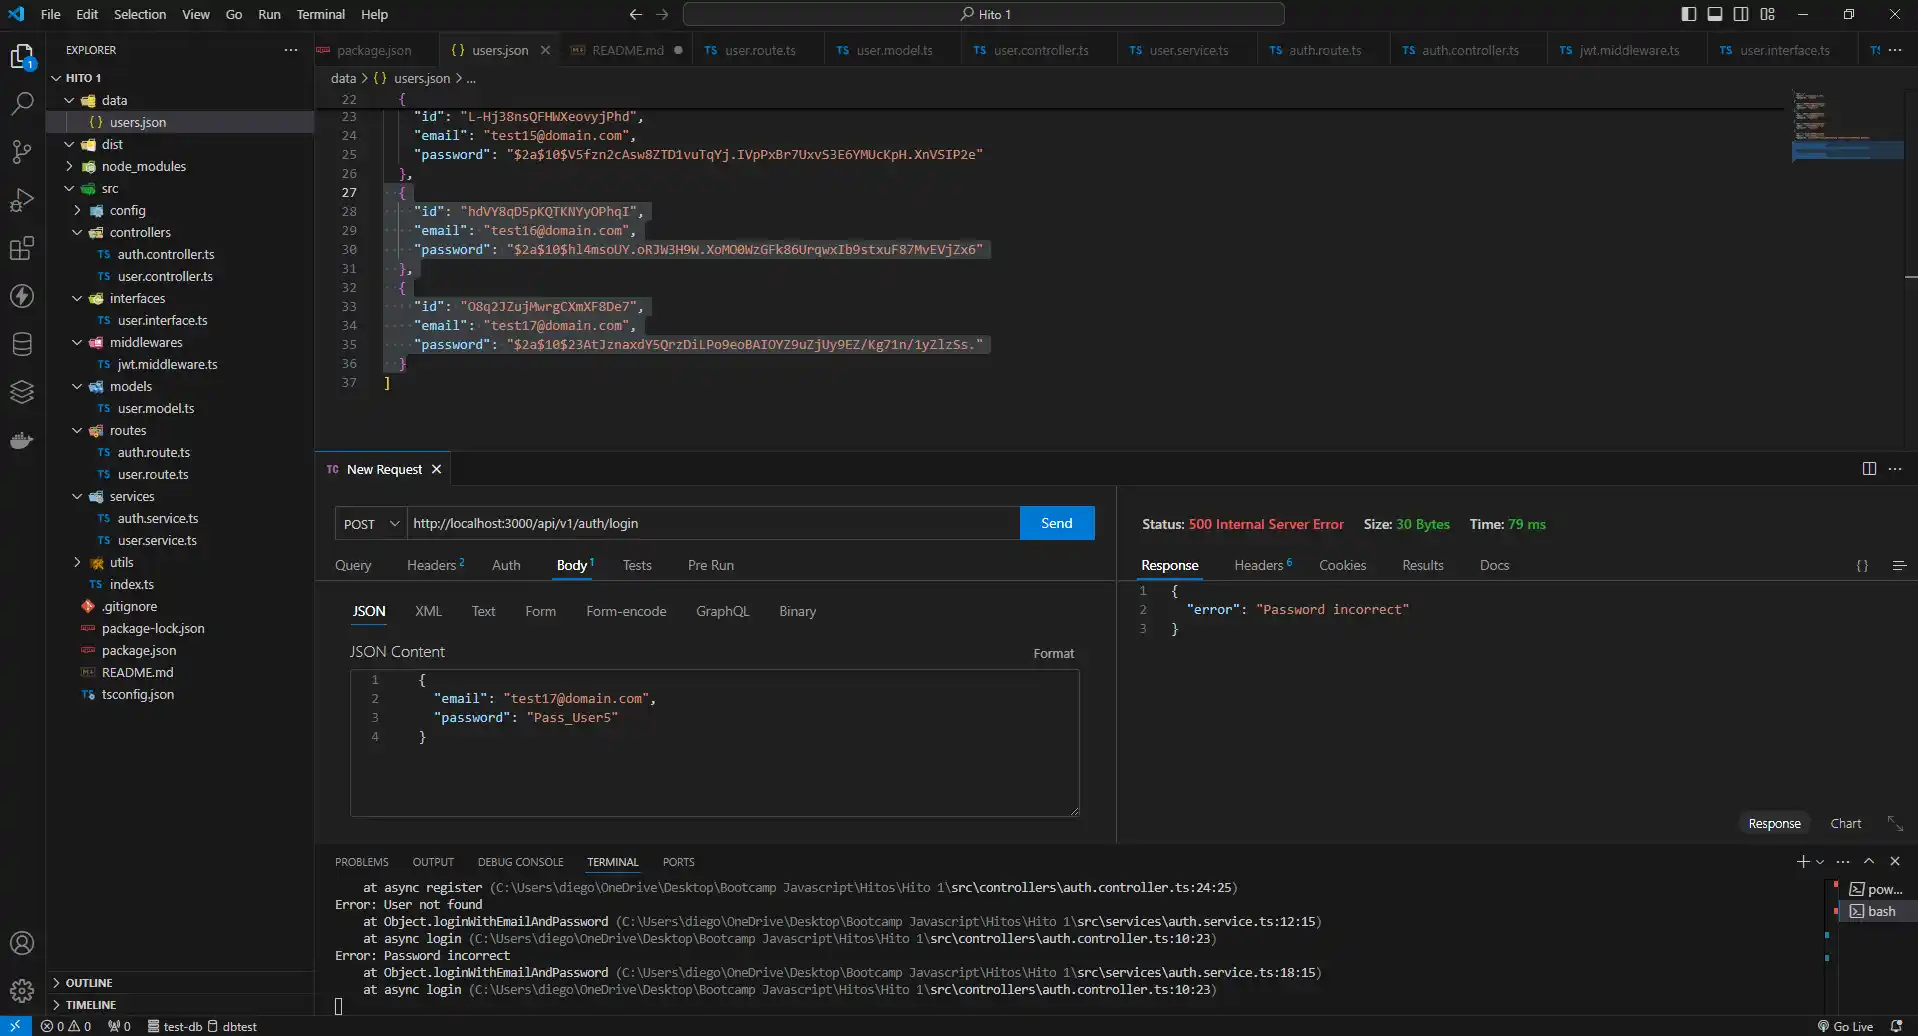 File Edit Selection View Go Run Terminal Help
Hito 1
EXPLORER
HITO 1
data
users.json
dist
node_modules
src
config
controllers
auth.controller.ts
user.controller.ts
interfaces
user.interface.ts
middlewares
jwt.middleware.ts
models
user.model.ts
routes
auth.route.ts
user.route.ts
services
auth.service.ts
user.service.ts
utils
index.ts
.gitignore
package-lock.json
package.json
README.md
tsconfig.json
OUTLINE
TIMELINE
package.json users.json README.md user.route.ts user.model.ts user.controller.ts user.service.ts auth.route.ts auth.controller.ts jwt.middleware.ts user.interface.ts
data > {} users.json > ...
22 {
23 "id": "L-Hj38nsQFHWXeovyjPhd",
24 "email": "test15@domain.com",
25 "password": "$2a$10$V5fzn2cAsw8ZTD1vuTqYj.IVpPxBr7UxvS3E6YMUcKpH.XnVSIP2e"
26 },
27 {
28 "id": "hdVY8qD5pKQTKNYyOPhqI",
29 "email": "test16@domain.com",
30 "password": "$2a$10$hl4msoUY.oRJW3H9W.XoMO0WzGFk86UrqwxIb9stxuF87MvEVjZx6"
31 },
32 {
33 "id": "O8q2JZujMwrgCXmXF8De7",
34 "email": "test17@domain.com",
35 "password": "$2a$10$23AtJznaxdY5QrzDiLPo9eoBAIOYZ9uZjUy9EZ/Kg71n/1yZlzSs."
36 }
37 ]
TC New Request
POST http://localhost:3000/api/v1/auth/login Send
Query Headers 2 Auth Body 1 Tests Pre Run
JSON XML Text Form Form-encode GraphQL Binary
JSON Content Format
1 {
2 "email": "test17@domain.com",
3 "password": "Pass_User5"
4 }
Status: 500 Internal Server Error Size: 30 Bytes Time: 79 ms
Response Headers 6 Cookies Results Docs {}
1 {
2 "error": "Password incorrect"
3 }
Response Chart
PROBLEMS OUTPUT DEBUG CONSOLE TERMINAL PORTS
at async register (C:\Users\diego\OneDrive\Desktop\Bootcamp Javascript\Hitos\Hito 1\src\controllers\auth.controller.ts:24:25)
Error: User not found
at Object.loginWithEmailAndPassword (C:\Users\diego\OneDrive\Desktop\Bootcamp Javascript\Hitos\Hito 1\src\services\auth.service.ts:12:15)
at async login (C:\Users\diego\OneDrive\Desktop\Bootcamp Javascript\Hitos\Hito 1\src\controllers\auth.controller.ts:10:23)
Error: Password incorrect
at Object.loginWithEmailAndPassword (C:\Users\diego\OneDrive\Desktop\Bootcamp Javascript\Hitos\Hito 1\src\services\auth.service.ts:18:15)
at async login (C:\Users\diego\OneDrive\Desktop\Bootcamp Javascript\Hitos\Hito 1\src\controllers\auth.controller.ts:10:23)
pow...
bash
0 0 0 test-db dbtest Go Live